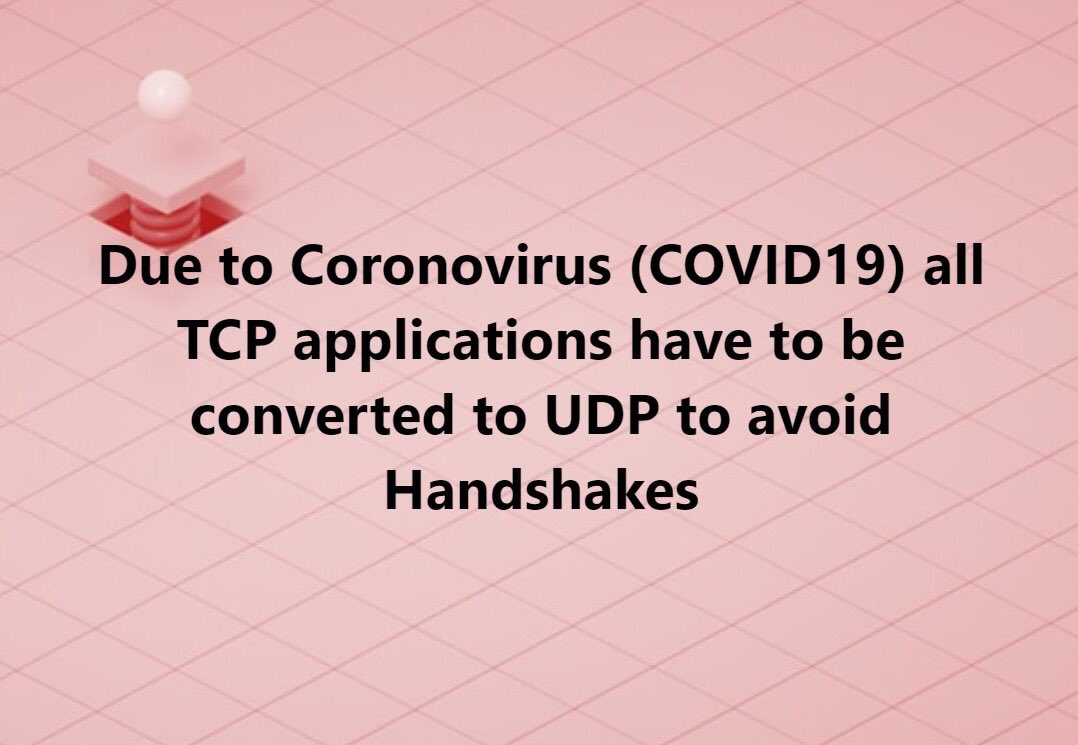 Due to Coronovirus (COVID19) all
TCP applications have to be
converted to UDP to avoid
Handshakes